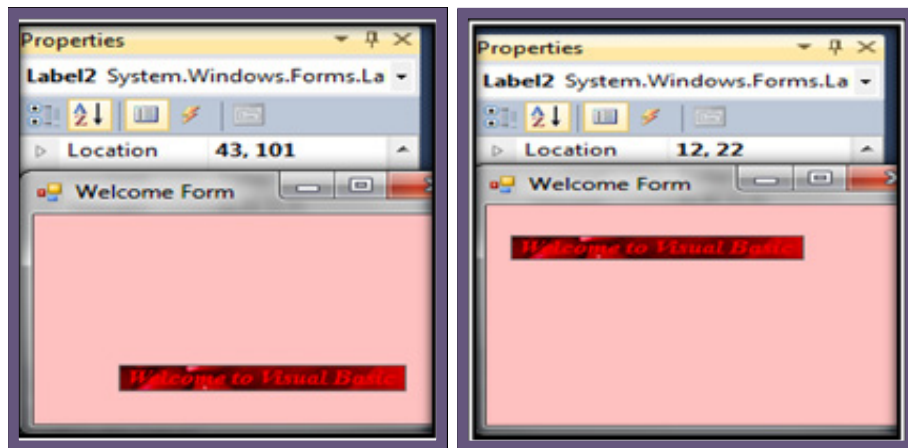 Properties
Label2 System.Windows.Forms.La
A
Z
Location 43, 101
Welcome Form
Welcome to Visual Basic
Properties
Label2 System.Windows.Forms.La
A
Z
Location 12, 22
Welcome Form
Welcome to Visual Basic